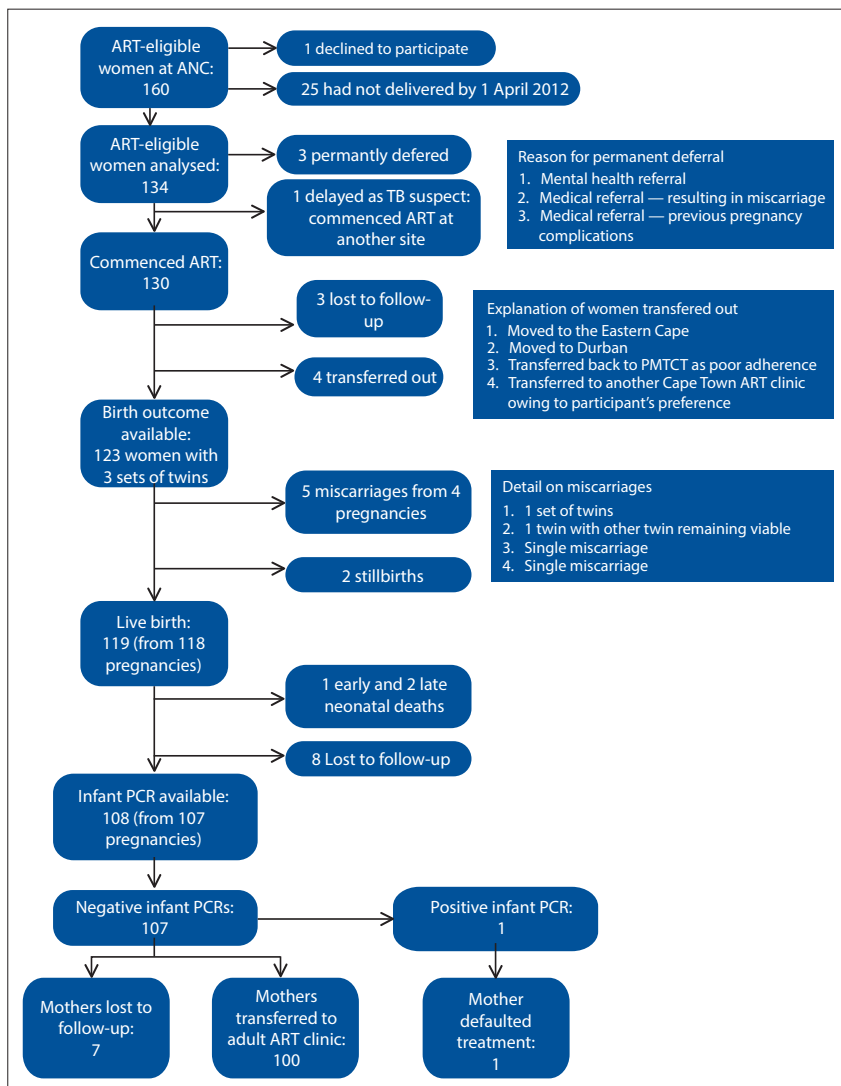 ART-eligible
women at ANC:
160
1 declined to participate
25 had not delivered by 1 April 2012
ART-eligible
women analysed:
134
3 permantly defered
Reason for permanent deferral
1. Mental health referral
2. Medical referral — resulting in miscarriage
3. Medical referral — previous pregnancy
complications
1 delayed as TB suspect:
commenced ART at
another site
Commenced ART:
130
3 lost to follow-
up
4 transferred out
Explanation of women transfered out
1. Moved to the Eastern Cape
2. Moved to Durban
3. Transferred back to PMTCT as poor adherence
4. Transferred to another Cape Town ART clinic
owing to participant's preference
Birth outcome
available:
123 women with
3 sets of twins
5 miscarriages from 4
pregnancies
2 stillbirths
Detail on miscarriages
1. 1 set of twins
2. 1 twin with other twin remaining viable
3. Single miscarriage
4. Single miscarriage
Live birth:
119 (from 118
pregnancies)
1 early and 2 late
neonatal deaths
8 Lost to follow-up
Infant PCR available:
108 (from 107
pregnancies)
Negative infant PCRs:
107
Positive infant PCR:
1
Mothers lost to
follow-up:
7
Mothers
transferred to
adult ART clinic:
100
Mother
defaulted
treatment:
1